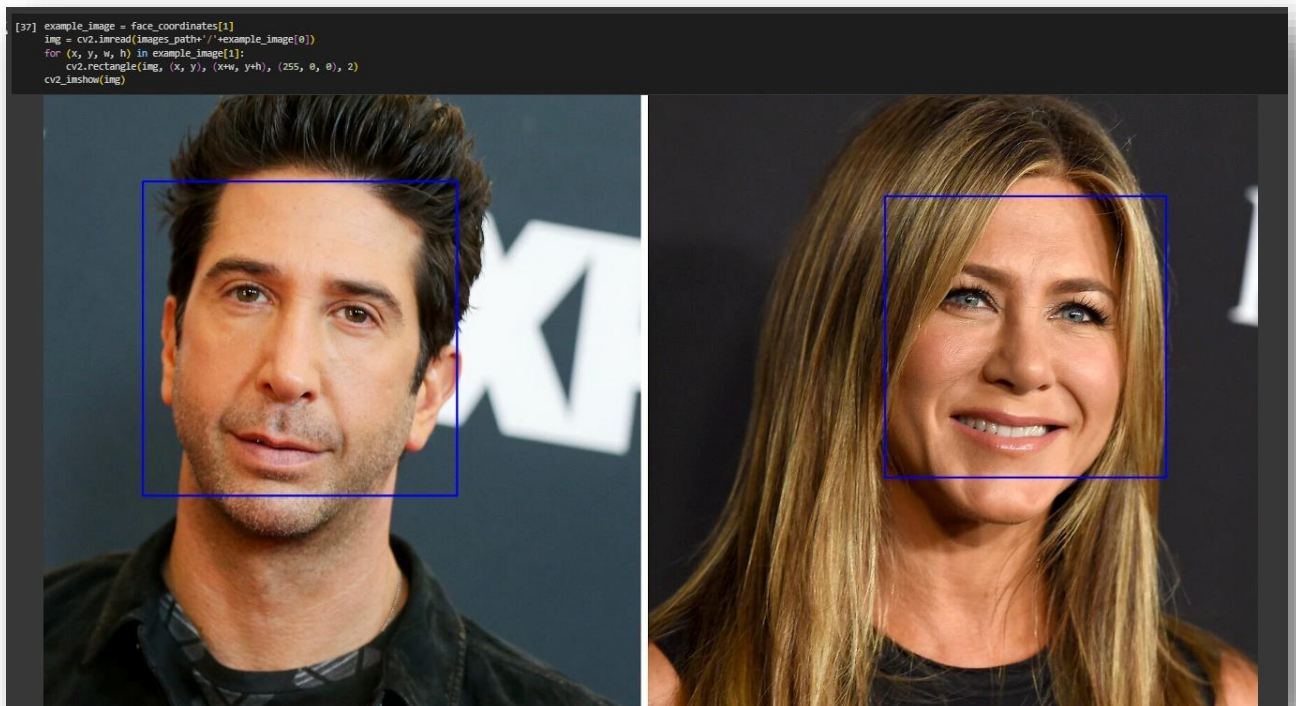 [37] example_image = face_coordinates[1]
img = cv2.imread(images_path+'/'+example_image[0])
for (x, y, w, h) in example_image[1]:
    cv2.rectangle(img, (x, y), (x+w, y+h), (255, 0, 0), 2)
cv2_imshow(img)